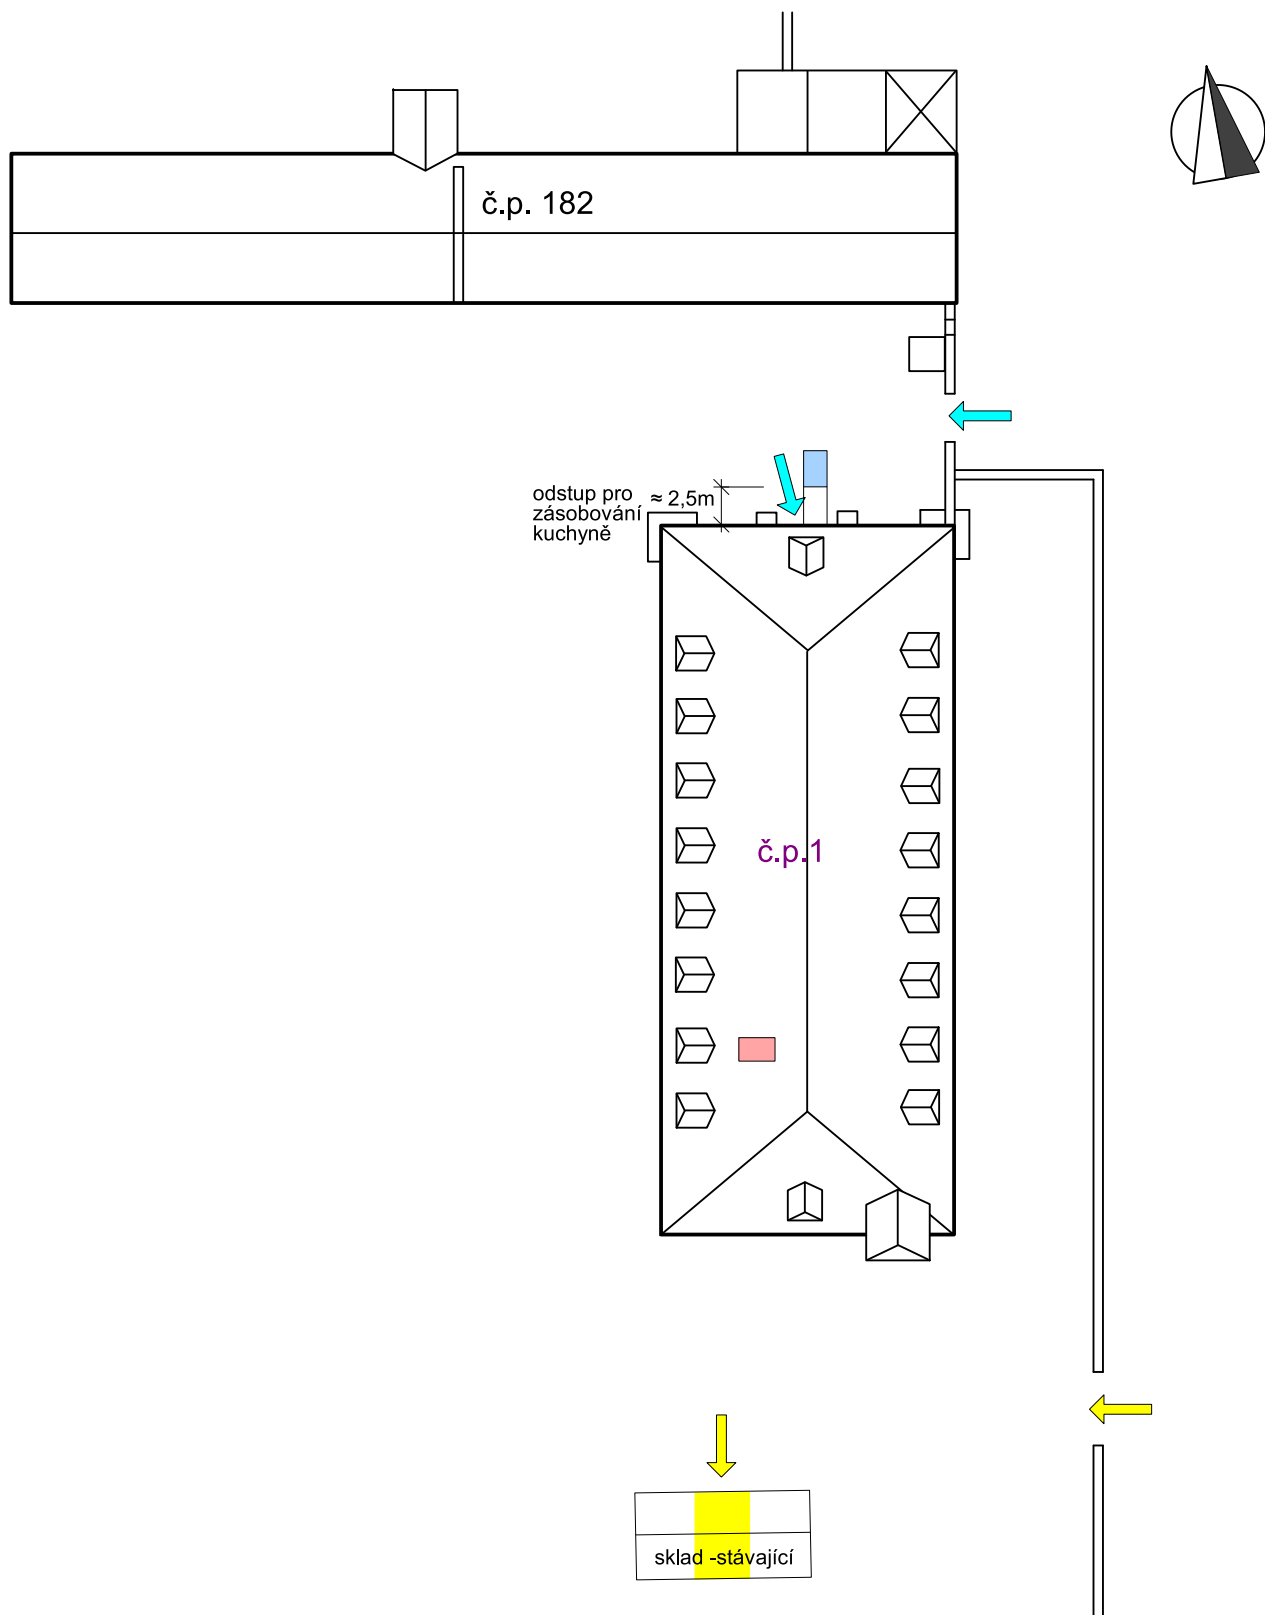 č.p. 182
odstup pro
zásobování
kuchyně
≈ 2,5m
č.p.1
sklad -stávající